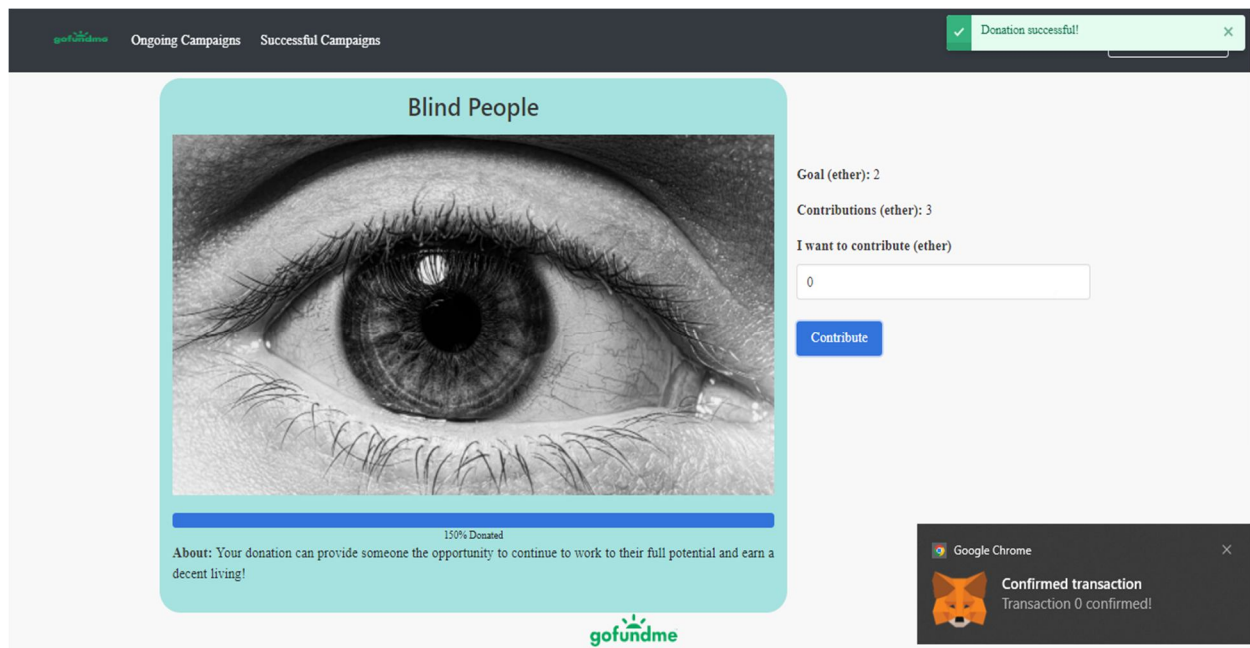 gofundme
Ongoing Campaigns
Successful Campaigns
Donation successful!
Blind People
Goal (ether): 2
Contributions (ether): 3
I want to contribute (ether)
0
Contribute
150% Donated
About: Your donation can provide someone the opportunity to continue to work to their full potential and earn a
decent living!
Google Chrome
Confirmed transaction
Transaction 0 confirmed!
gofundme